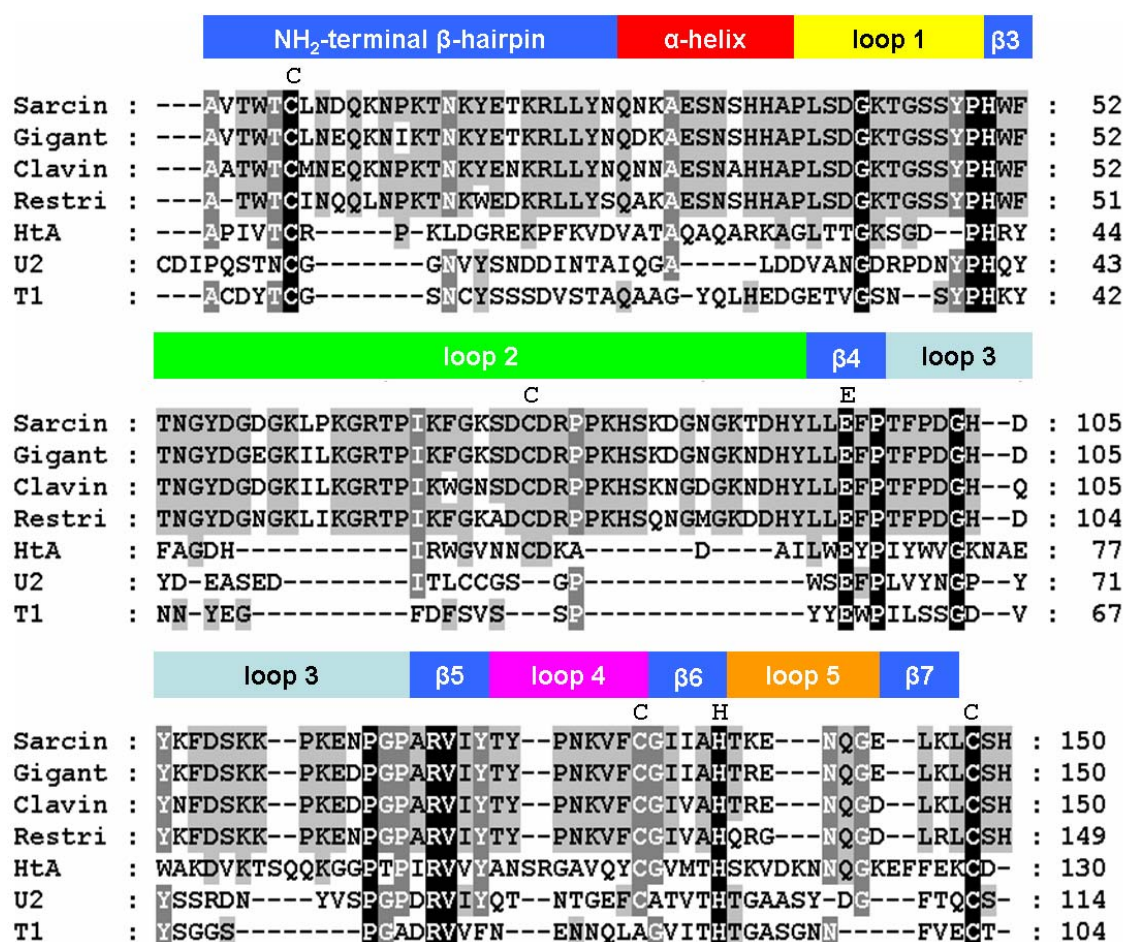 NH2-terminal β-hairpin α-helix loop 1 β3
C
Sarcin : ---AVTWTCLNDQKNPKTNKYETKRLLYNQNKAESNSHHAPLSDGKTGSSYPHWF : 52
Gigant : ---AVTWTCLNEQKNIKTNKYETKRLLYNQDKAESNSHHAPLSDGKTGSSYPHWF : 52
Clavin : ---AATWTCMNEQKNPKTNKYENKRLLYNQNNAESNAHHAPLSDGKTGSSYPHWF : 52
Restri : ---A-TWTCINQQLNPKTNKWEDKRLLYSQAKAESNSHHAPLSDGKTGSSYPHWF : 51
HtA : ---APIVTCR-----P-KLDGREKPFKVDVATAQAQARKAGLTTGKSGD--PHRY : 44
U2 : CDIPQSTNCG-------GNVYSNDDINTAIQGA-----LDDVANGDRPDNYPHQY : 43
T1 : ---ACDYTCG-------SNCYSSSDVSTAQAAG-YQLHEDGETVGSN--SYPHKY : 42
loop 2 β4 loop 3
C E
Sarcin : TNGYDGDGKLPKGRTPIKFGKSDCDRPPKHSKDGNGKTDHYLLEFPTFPDGH--D : 105
Gigant : TNGYDGEGKILKGRTPIKFGKSDCDRPPKHSKDGNGKNDHYLLEFPTFPDGH--D : 105
Clavin : TNGYDGDGKILKGRTPIKWGNSDCDRPPKHSKNGDGKNDHYLLEFPTFPDGH--Q : 105
Restri : TNGYDGNGKLIKGRTPIKFGKADCDRPPKHSQNGMGKDDHYLLEFPTFPDGH--D : 104
HtA : FAGDH-----------IRWGVNNCDKA-------D----AILWEYPIYWVGKNAE : 77
U2 : YD-EASED--------ITLCCGS--GP--------------WSEFPLVYNGP--Y : 71
T1 : NN-YEG----------FDFSVS---SP--------------YYEWPILSSGD--V : 67
loop 3 β5 loop 4 β6 loop 5 β7
C H C
Sarcin : YKFDSKK--PKENPGPARVIYTY--PNKVFCGIIAHTKE---NQGE--LKLCSH : 150
Gigant : YKFDSKK--PKEDPGPARVIYTY--PNKVFCGIIAHTRE---NQGE--LKLCSH : 150
Clavin : YNFDSKK--PKEDPGPARVIYTY--PNKVFCGIVAHTRE---NQGD--LKLCSH : 150
Restri : YKFDSKK--PKENPGPARVIYTY--PNKVFCGIVAHQRG---NQGD--LRLCSH : 149
HtA : WAKDVKTSQQKGGPTPIRVVYANSRGAVQYCGVMTHSKVDKNNQGKEFFEKCD- : 130
U2 : YSSRDN----YVSPGPDRVIYQT--NTGEFCATVTHTGAASY-DG---FTQCS- : 114
T1 : YSGGS--------PGADRVVFN---ENNQLAGVITHTGASGNN-----FVECT- : 104